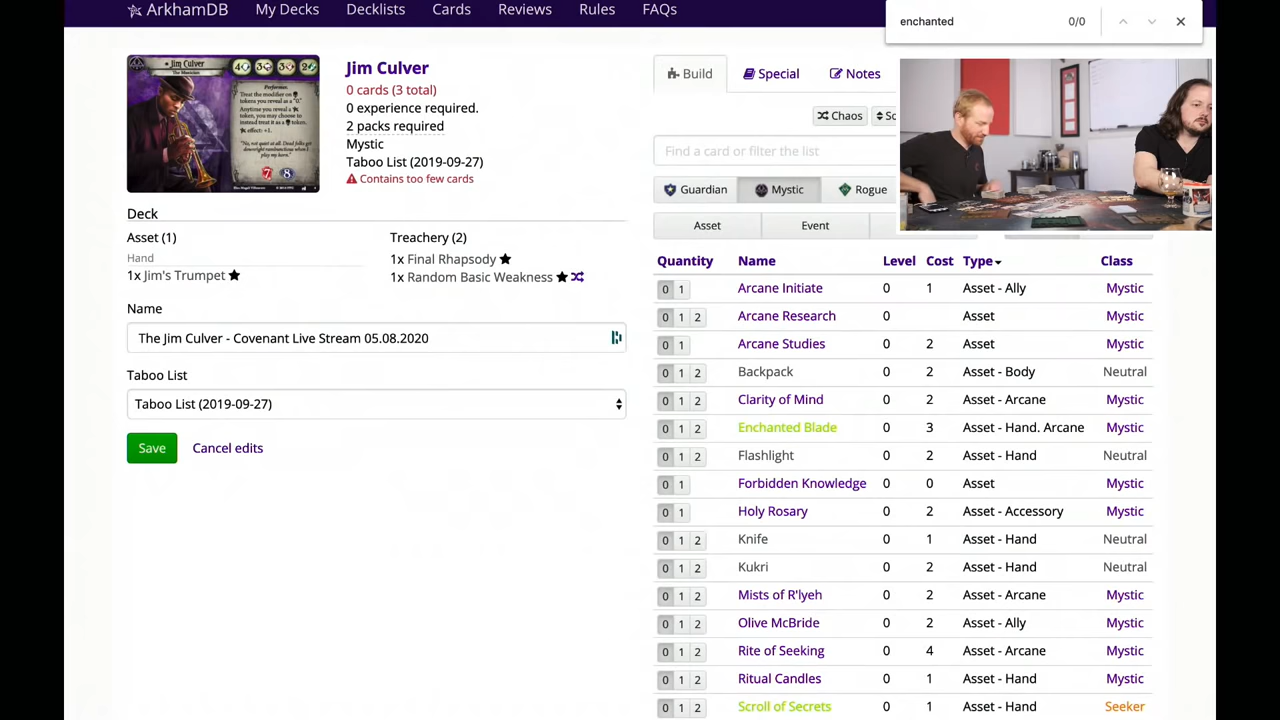 ArkhamDB My Decks Decklists Cards Reviews Rules FAQs
enchanted 0/0
Jim Culver
The Musician
4 3 3 2
Performer.
Jim Culver
0 cards (3 total)
0 experience required.
2 packs required
Mystic
Taboo List (2019-09-27)
Contains too few cards
Deck
Asset (1)
Hand
1x Jim's Trumpet
Treachery (2)
1x Final Rhapsody
1x Random Basic Weakness
Name
The Jim Culver - Covenant Live Stream 05.08.2020
Taboo List
Taboo List (2019-09-27)
Save Cancel edits
Build Special Notes
Chaos Sc
Find a card or filter the list
Guardian Mystic Rogue
Asset Event
Quantity Name Level Cost Type Class
0 1 Arcane Initiate 0 1 Asset - Ally Mystic
0 1 2 Arcane Research 0 Asset Mystic
0 1 Arcane Studies 0 2 Asset Mystic
0 1 2 Backpack 0 2 Asset - Body Neutral
0 1 2 Clarity of Mind 0 2 Asset - Arcane Mystic
0 1 2 Enchanted Blade 0 3 Asset - Hand. Arcane Mystic
0 1 2 Flashlight 0 2 Asset - Hand Neutral
0 1 Forbidden Knowledge 0 0 Asset Mystic
0 1 Holy Rosary 0 2 Asset - Accessory Mystic
0 1 2 Knife 0 1 Asset - Hand Neutral
0 1 2 Kukri 0 2 Asset - Hand Neutral
0 1 2 Mists of R'lyeh 0 2 Asset - Arcane Mystic
0 1 2 Olive McBride 0 2 Asset - Ally Mystic
0 1 2 Rite of Seeking 0 4 Asset - Arcane Mystic
0 1 2 Ritual Candles 0 1 Asset - Hand Mystic
0 1 2 Scroll of Secrets 0 1 Asset - Hand Seeker